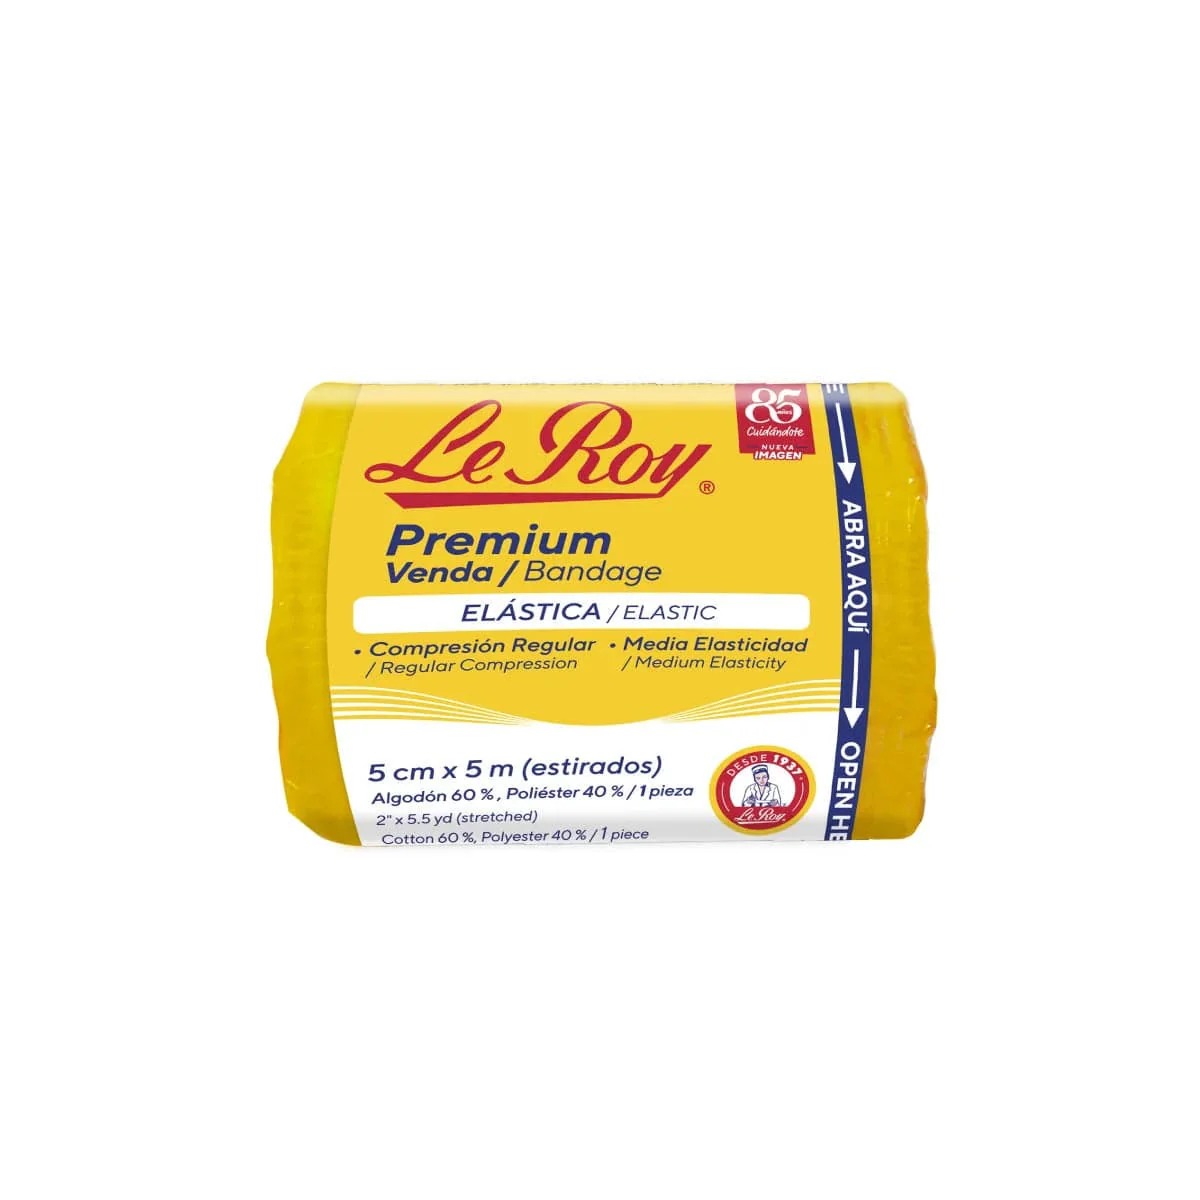 Le Roy®
85
años
Cuidándote
NUEVA
IMAGEN
Premium
Venda / Bandage
ELÁSTICA / ELASTIC
• Compresión Regular • Media Elasticidad
/ Regular Compression / Medium Elasticity
5 cm x 5 m (estirados)
Algodón 60 %, Poliéster 40 % / 1 pieza
2" x 5.5 yd (stretched)
Cotton 60 %, Polyester 40 % / 1 piece
DESDE 1937
Le Roy®
E
ABRA AQUÍ
OPEN HE